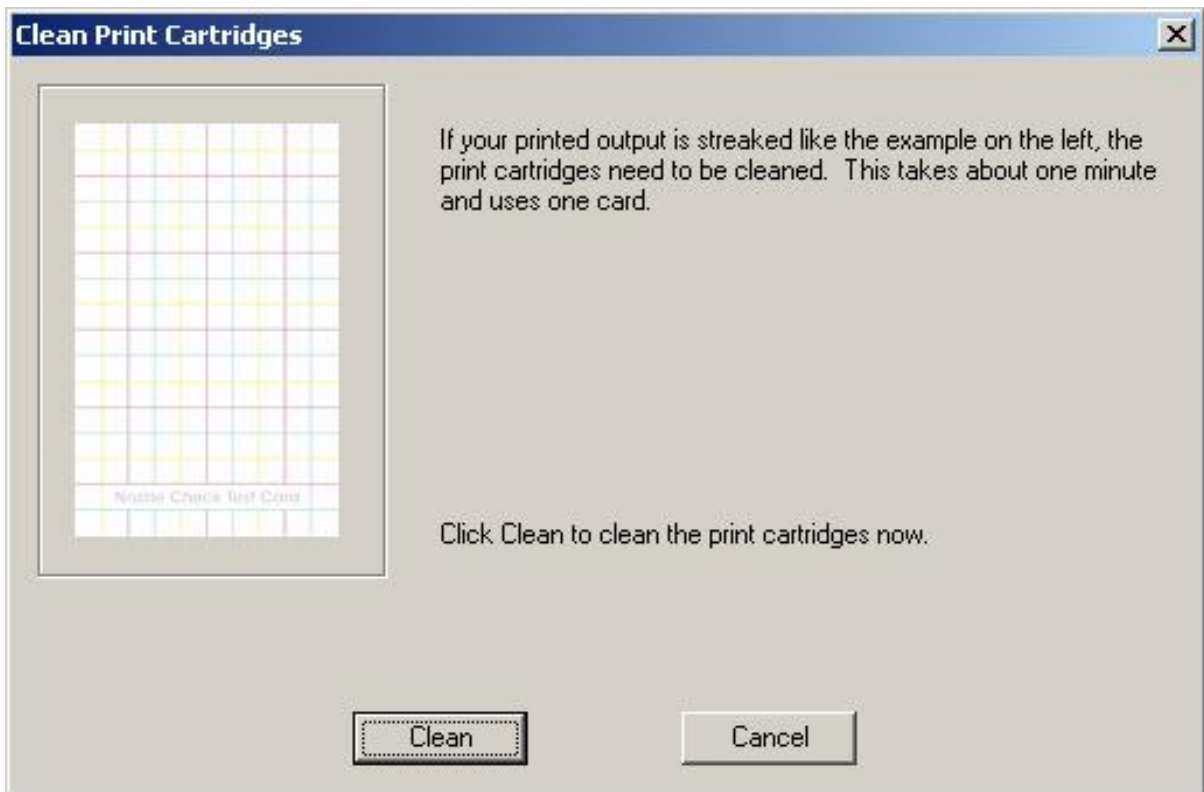 Clean Print Cartridges
If your printed output is streaked like the example on the left, the
print cartridges need to be cleaned.  This takes about one minute
and uses one card.
Nozzle Check Test Card
Click Clean to clean the print cartridges now.
Clean
Cancel